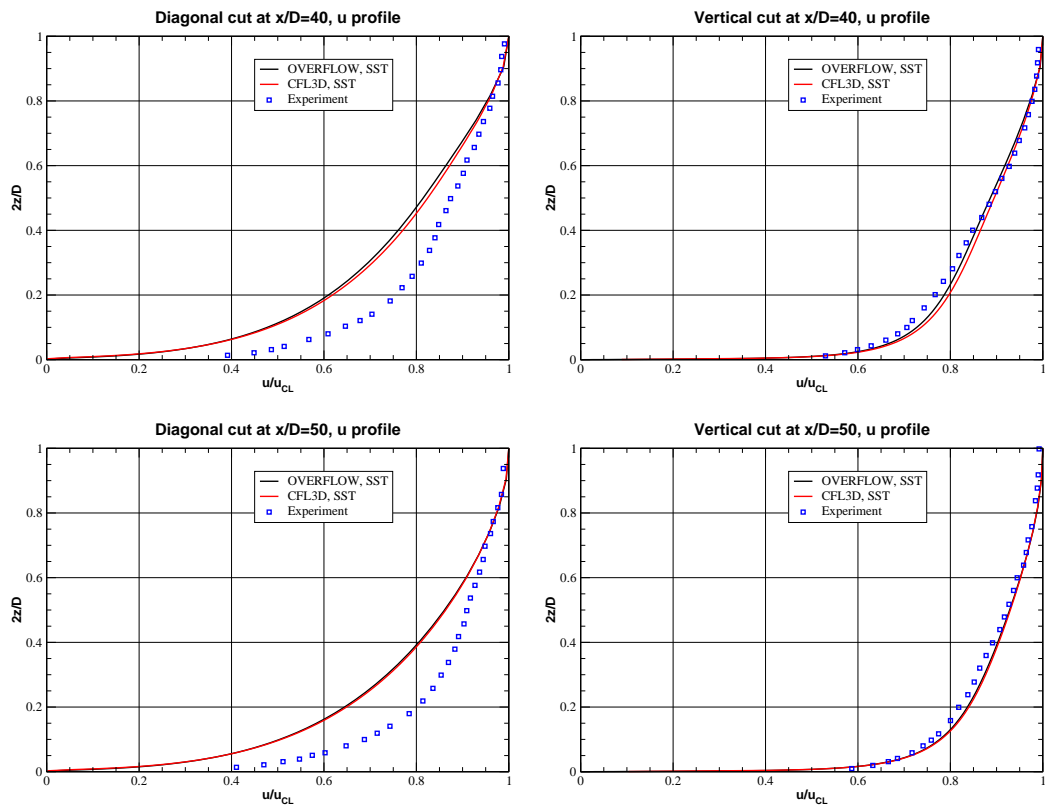 Diagonal cut at x/D=40, u profile
1
0.8
0.6
0.4
0.2
0
2z/D
OVERFLOW, SST
CFL3D, SST
Experiment
0 0.2 0.4 0.6 0.8 1
u/uCL
Vertical cut at x/D=40, u profile
1
0.8
0.6
0.4
0.2
0
2z/D
OVERFLOW, SST
CFL3D, SST
Experiment
0 0.2 0.4 0.6 0.8 1
u/uCL
Diagonal cut at x/D=50, u profile
1
0.8
0.6
0.4
0.2
0
2z/D
OVERFLOW, SST
CFL3D, SST
Experiment
0 0.2 0.4 0.6 0.8 1
u/uCL
Vertical cut at x/D=50, u profile
1
0.8
0.6
0.4
0.2
0
2z/D
OVERFLOW, SST
CFL3D, SST
Experiment
0 0.2 0.4 0.6 0.8 1
u/uCL